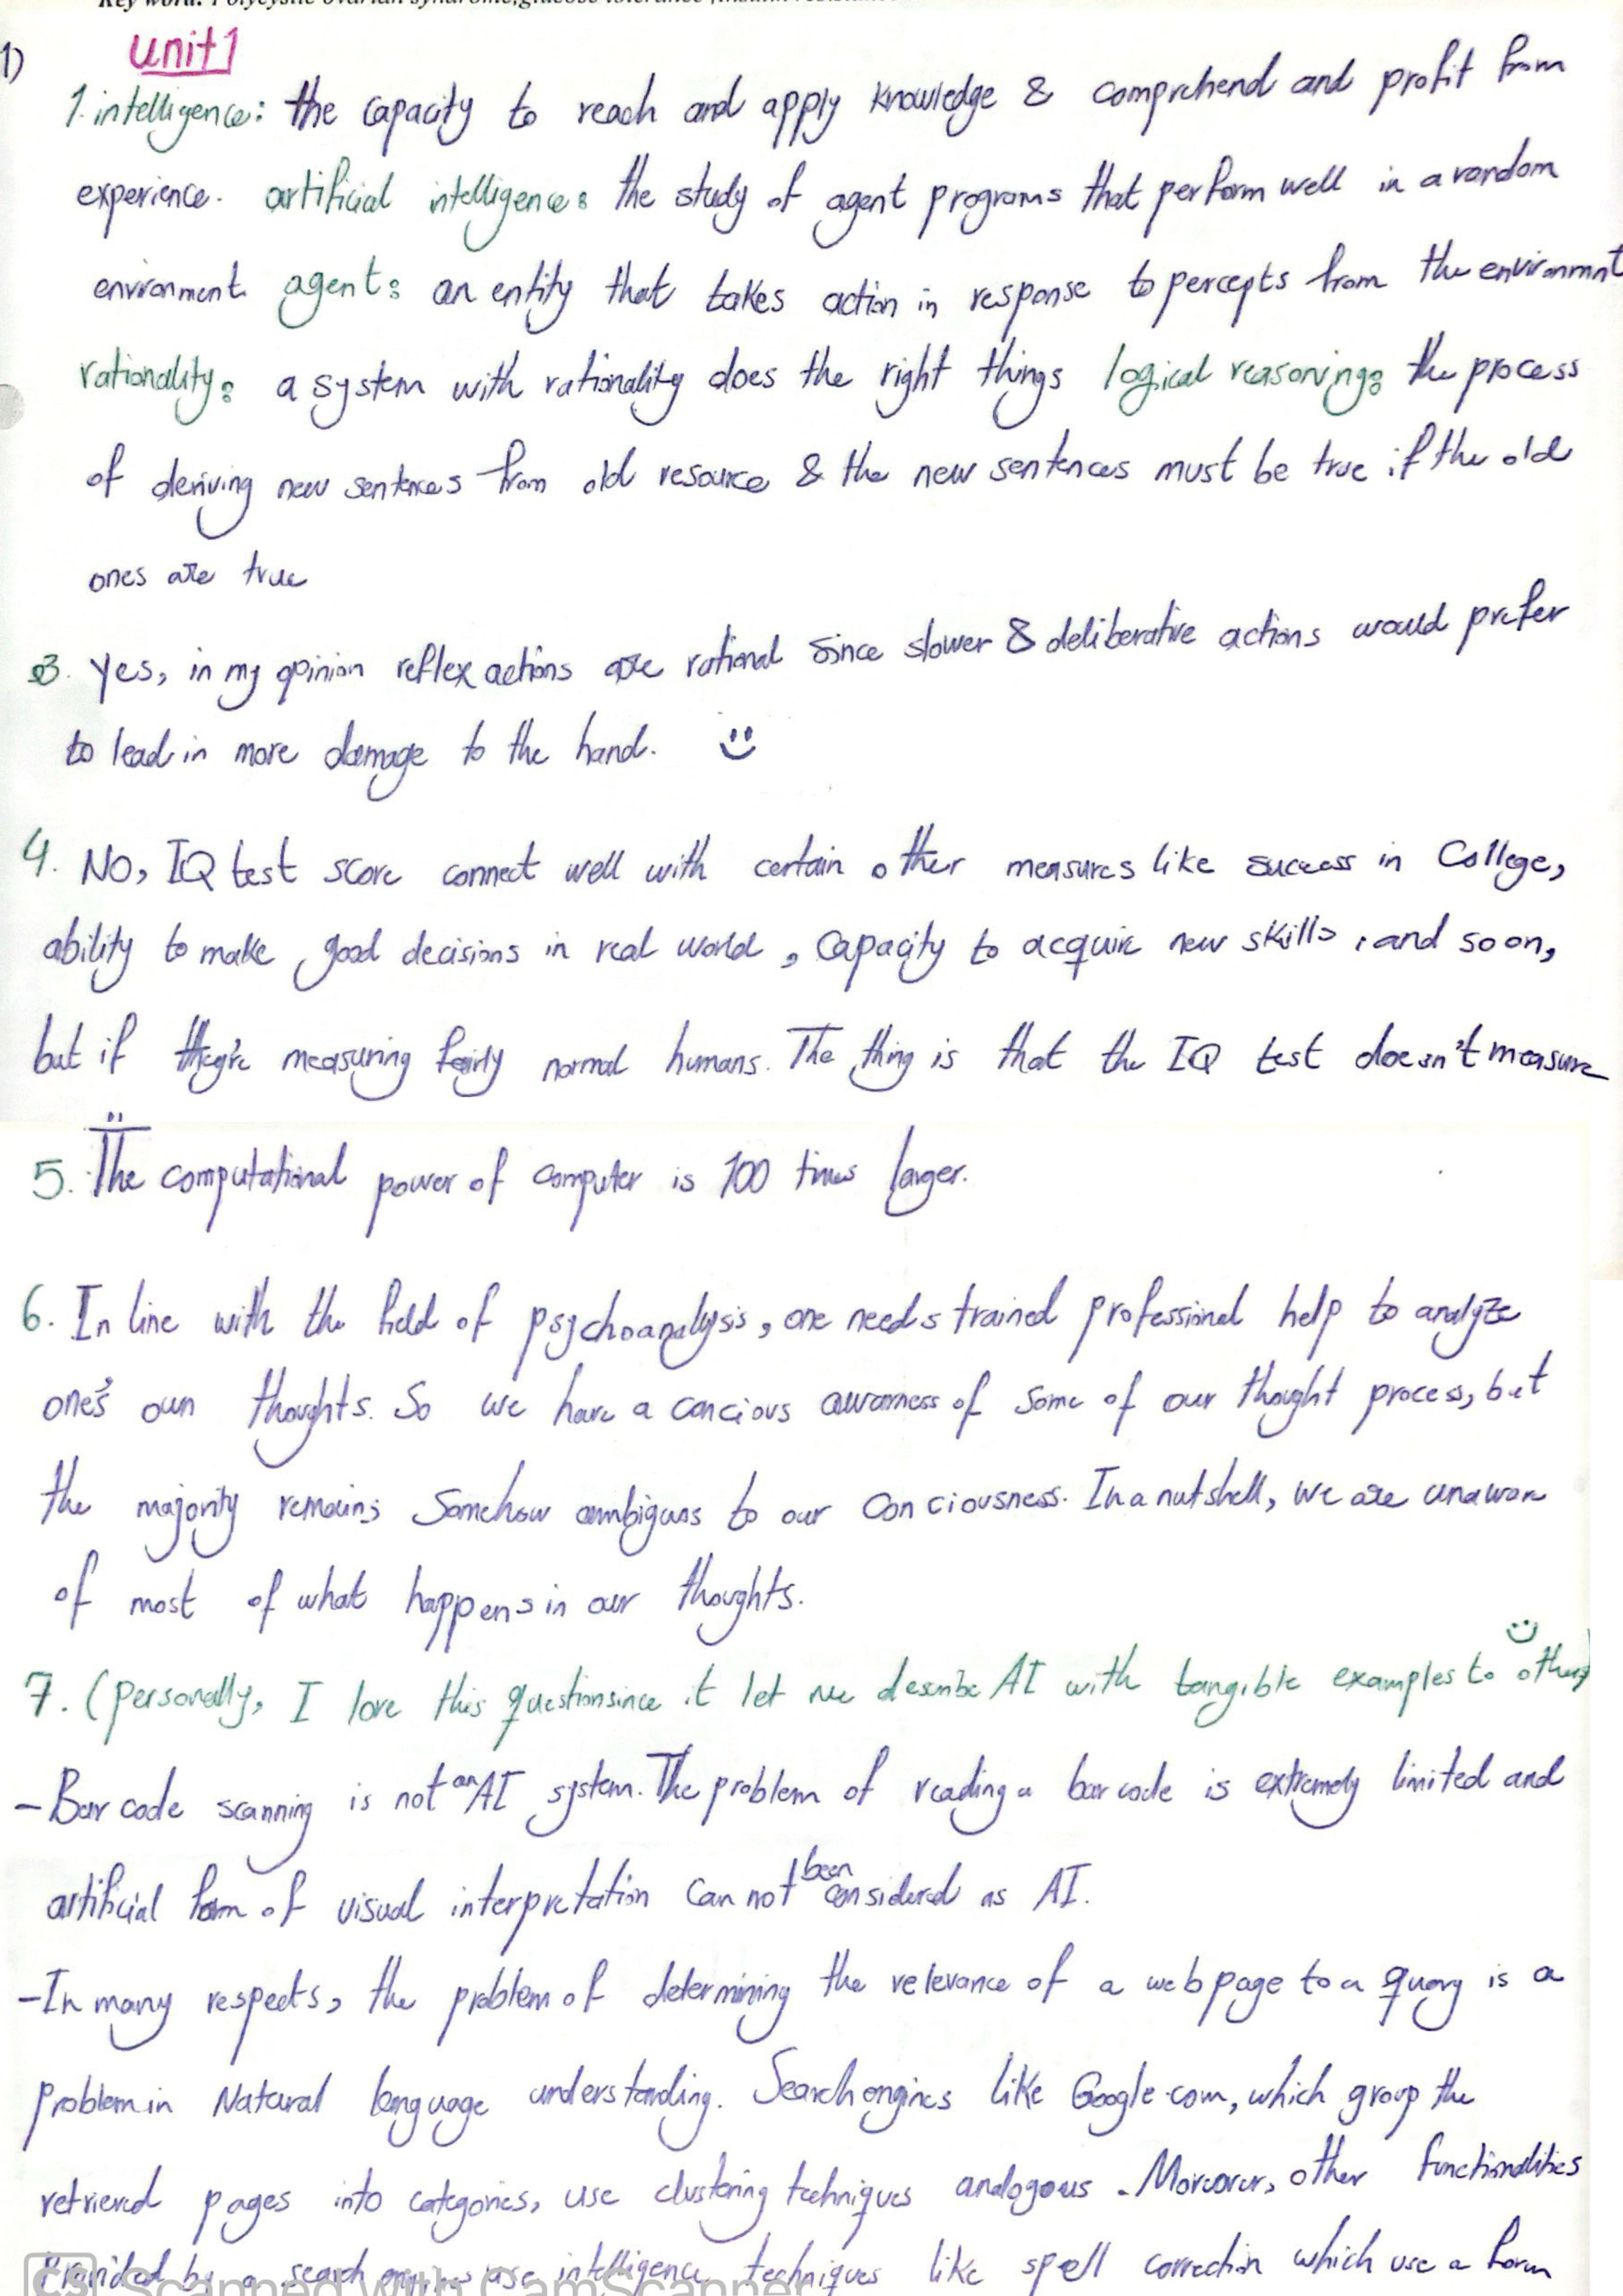 Key word: Polycystic ovarian syndrome, glucose tolerance, insulin resistance
1) unit 1
1. intelligence: the capacity to reach and apply knowledge & comprehend and profit from
experience. artificial intelligence: the study of agent programs that perform well in a random
environment. agent: an entity that takes action in response to percepts from the environmnt
rationality: a system with rationality does the right things logical reasoning: the process
of deriving new sentences from old resource & the new sentences must be true if the old
ones are true
3. Yes, in my opinion reflex actions are rational since slower & deliberative actions would prefer
to lead in more damage to the hand.
4. NO, IQ test score connect well with certain other measures like success in College,
ability to make good decisions in real world, capacity to acquire new skills, and so on,
but if they're measuring fairly normal humans. The thing is that the IQ test doesn't measure
5. The computational power of computer is 100 times larger.
6. In line with the field of psychoanalysis, one needs trained professional help to analyze
one's own thoughts. So we have a concious awarness of some of our thought process, but
the majority remains somehow ambigous to our conciousness. In a nutshell, we are unaware
of most of what happens in our thoughts.
7. (Personally, I love this question since it let me describe AI with tangible examples to others)
- Bar code scanning is not an AI system. The problem of reading a bar code is extremely limited and
artificial form of visual interpretation can not been considered as AI.
- In many respects, the problem of determining the relevance of a web page to a query is a
problem in Natural language understanding. Search engines like Google.com, which group the
retrieved pages into categories, use clustering techniques analogous. Moreover, other functionalities
provided by a search engines use intelligence techniques like spell correction which use a form
CS Scanned with CamScanner